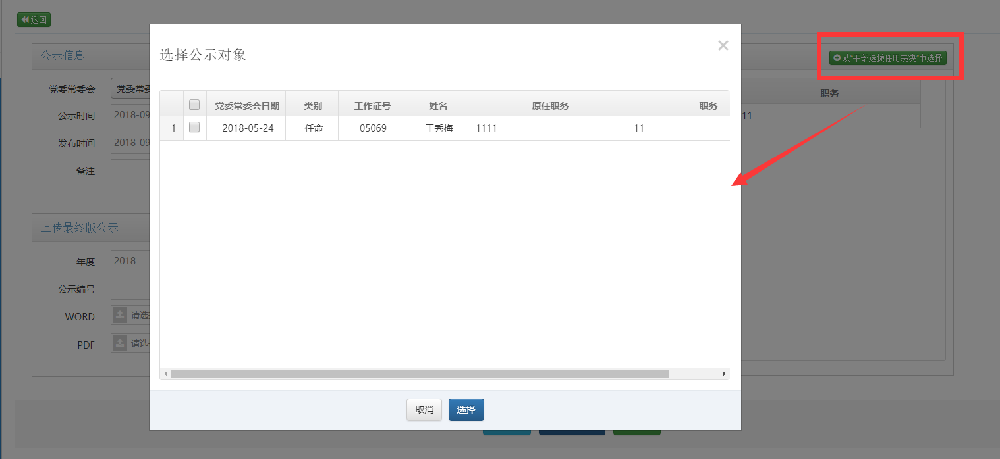 返回
公示信息
从"干部选拔任用表决"中选择
党委常委会 党委常委
公示时间 2018-09
发布时间 2018-09
备注
职务
11
上传最终版公示
年度 2018
公示编号
WORD 请选
PDF 请选
选择公示对象
×
党委常委会日期 类别 工作证号 姓名 原任职务 职务
1 2018-05-24 任命 05069 王秀梅 1111 11
取消 选择